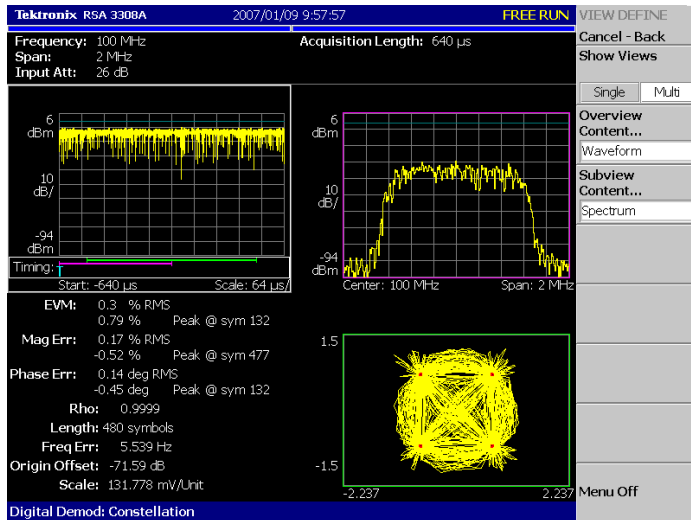 Tektronix RSA 3308A 2007/01/09 9:57:57 FREE RUN
VIEW DEFINE
Frequency: 100 MHz Acquisition Length: 640 µs
Span: 2 MHz
Input Att: 26 dB
Cancel - Back
Show Views
Single Multi
Overview
Content...
Waveform
Subview
Content...
Spectrum
Menu Off
6
dBm
10
dB/
-94
dBm
Timing:
T
Start: -640 µs Scale: 64 µs/
6
dBm
10
dB/
-94
dBm
Center: 100 MHz Span: 2 MHz
EVM: 0.3 % RMS
0.79 % Peak @ sym 132
Mag Err: 0.17 % RMS
-0.52 % Peak @ sym 477
Phase Err: 0.14 deg RMS
-0.45 deg Peak @ sym 132
Rho: 0.9999
Length: 480 symbols
Freq Err: 5.539 Hz
Origin Offset: -71.59 dB
Scale: 131.778 mV/Unit
1.5
-1.5
-2.237 2.237
Digital Demod: Constellation